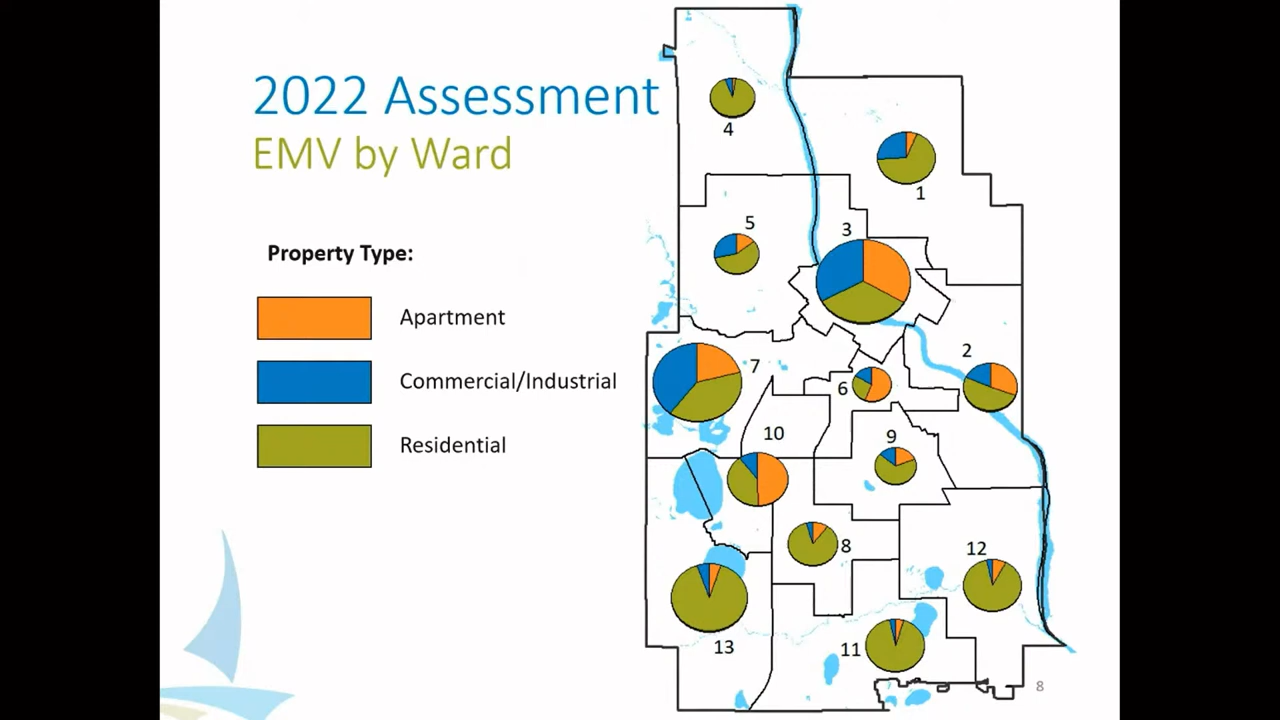 2022 Assessment
EMV by Ward
Property Type:
Apartment
Commercial/Industrial
Residential
4
1
5
3
7
2
6
10
9
8
12
13
11
8